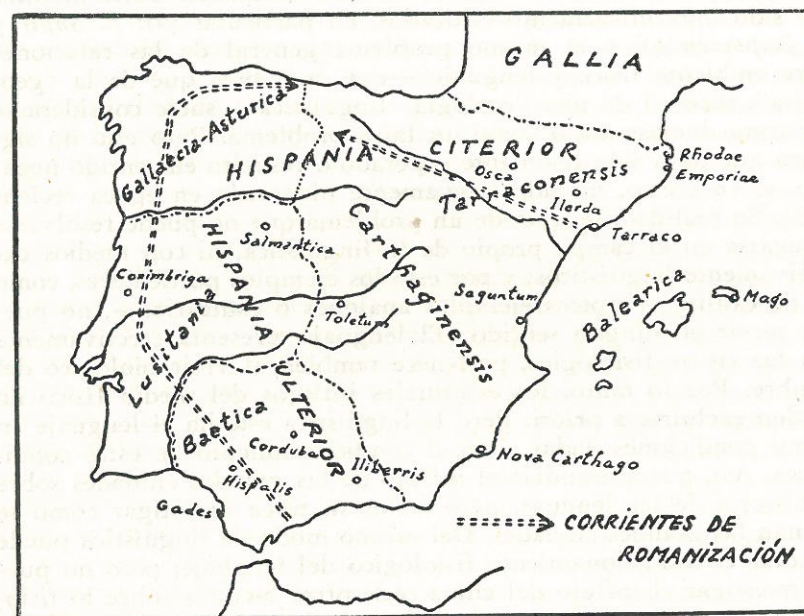 GALLIA
Gallaecia-Asturica
HISPANIA
CITERIOR
Tarraconensis
Osca
Ilerda
Rhodae
Emporiae
Tarraco
Salmantica
HISPANIA
Carthaginensis
Conimbriga
Lusitania
Toletum
Saguntum
Balearica
Mago
ULTERIOR
Baetica
Corduba
Iliberris
Hispalis
Nova Carthago
Gades
CORRIENTES DE
ROMANIZACIÓN